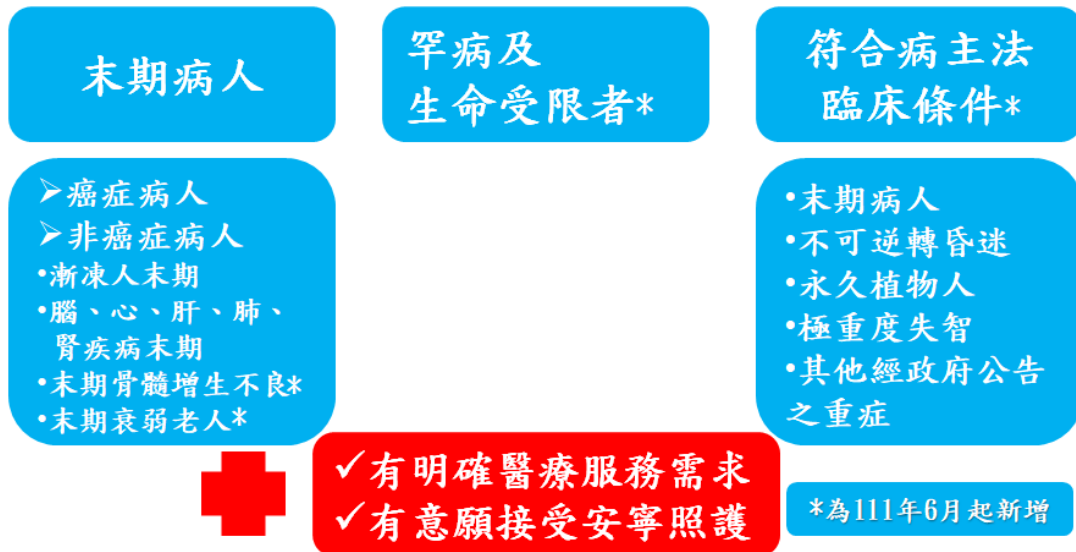 末期病人
罕病及
生命受限者*
符合病主法
臨床條件*
➢癌症病人
➢非癌症病人
•漸凍人末期
•腦、心、肝、肺、
腎疾病末期
•末期骨髓增生不良*
•末期衰弱老人*
•末期病人
•不可逆轉昏迷
•永久植物人
•極重度失智
•其他經政府公告
之重症
✓有明確醫療服務需求
✓有意願接受安寧照護
*為111年6月起新增